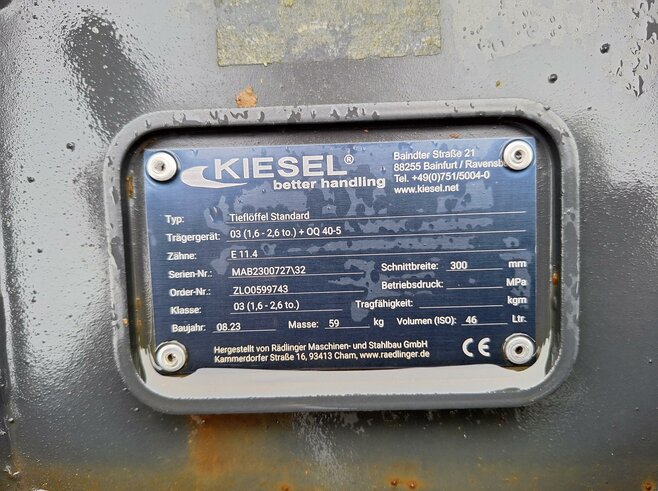 KIESEL®
better handling
Baindter Straße 21
88255 Bainfurt / Ravensb
Tel. +49(0)751/5004-0
www.kiesel.net
Typ: Tieflöffel Standard
Trägergerät: 03 (1,6 - 2,6 to.) + OQ 40-5
Zähne: E 11.4
Serien-Nr.: MAB2300727\32 Schnittbreite: 300 mm
Order-Nr.: ZLO0599743 Betriebsdruck: MPa
Klasse: 03 (1,6 - 2,6 to.) Tragfähigkeit: kgm
Baujahr: 08.23 Masse: 59 kg Volumen (ISO): 46 Ltr.
Hergestellt von Rädlinger Maschinen- und Stahlbau GmbH
Kammerdorfer Straße 16, 93413 Cham, www.raedlinger.de
CE